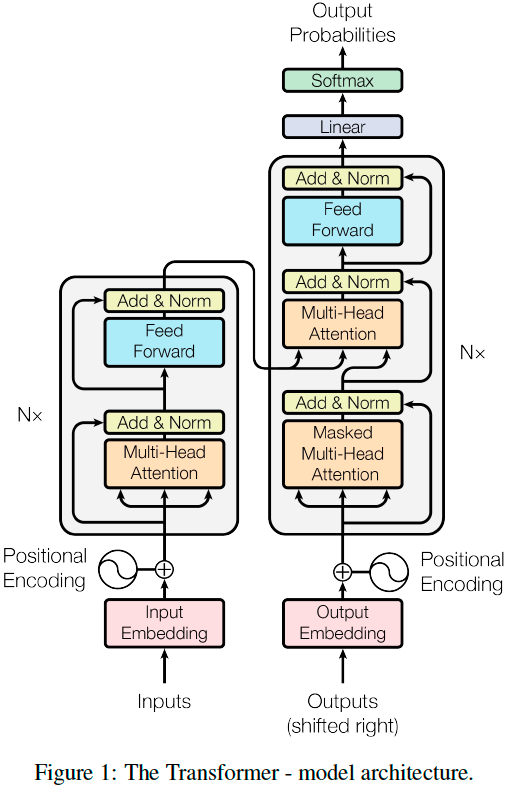 Output
Probabilities
Softmax
Linear
Add & Norm
Feed
Forward
Add & Norm
Multi-Head
Attention
Add & Norm
Masked
Multi-Head
Attention
N×
Add & Norm
Feed
Forward
Add & Norm
Multi-Head
Attention
N×
Positional
Encoding
Positional
Encoding
Input
Embedding
Output
Embedding
Inputs
Outputs
(shifted right)
Figure 1: The Transformer - model architecture.